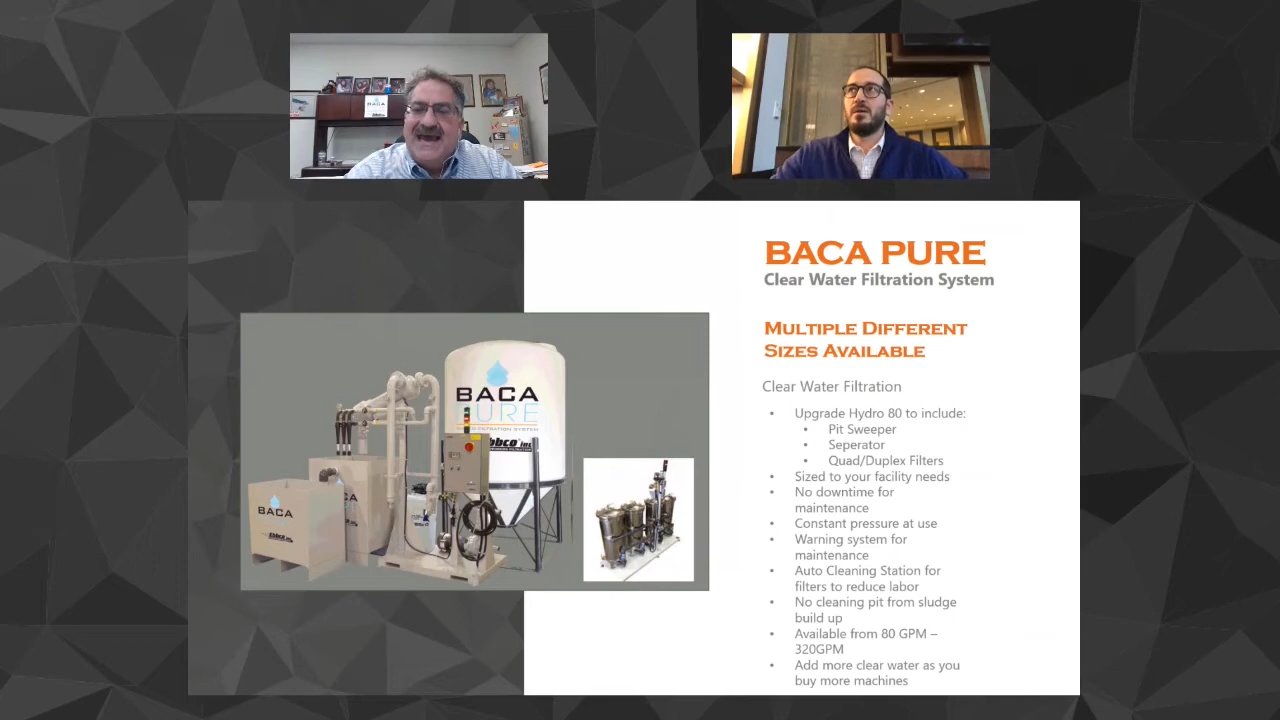 BACA
BACA PURE
Clear Water Filtration System
MULTIPLE DIFFERENT
SIZES AVAILABLE
Clear Water Filtration
• Upgrade Hydro 80 to include:
• Pit Sweeper
• Seperator
• Quad/Duplex Filters
• Sized to your facility needs
• No downtime for
maintenance
• Constant pressure at use
• Warning system for
maintenance
• Auto Cleaning Station for
filters to reduce labor
• No cleaning pit from sludge
build up
• Available from 80 GPM –
320GPM
• Add more clear water as you
buy more machines
BACA
PURE
BACA
Ebbco inc